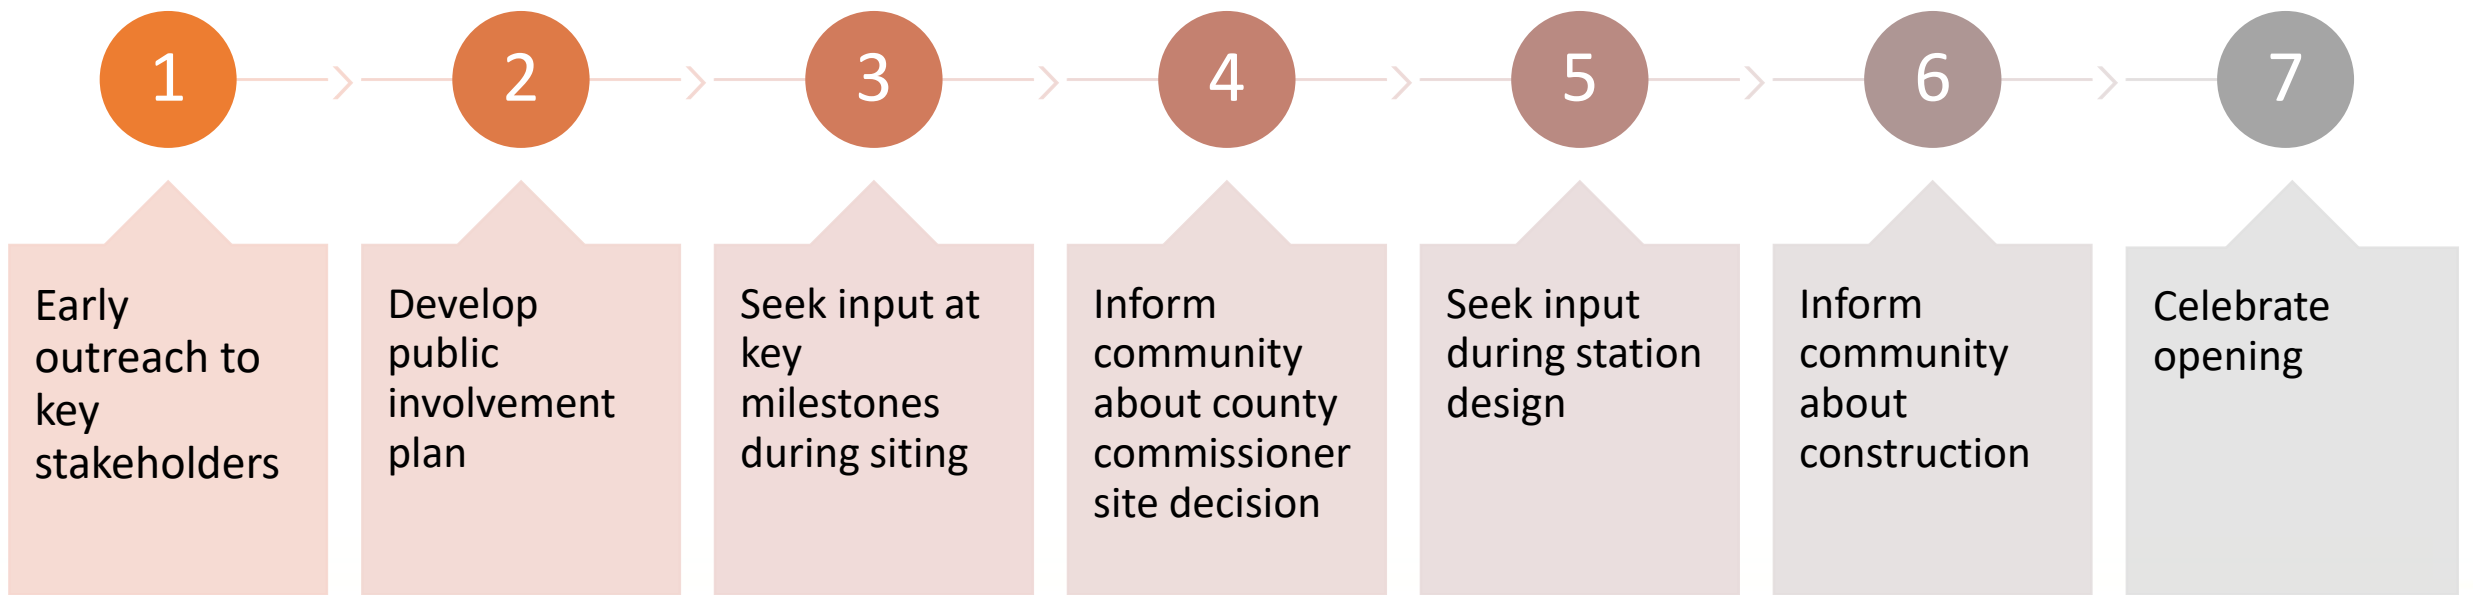 1
2
3
4
5
6
7
Early
outreach to
key
stakeholders
Develop
public
involvement
plan
Seek input at
key
milestones
during siting
Inform
community
about county
commissioner
site decision
Seek input
during station
design
Inform
community
about
construction
Celebrate
opening